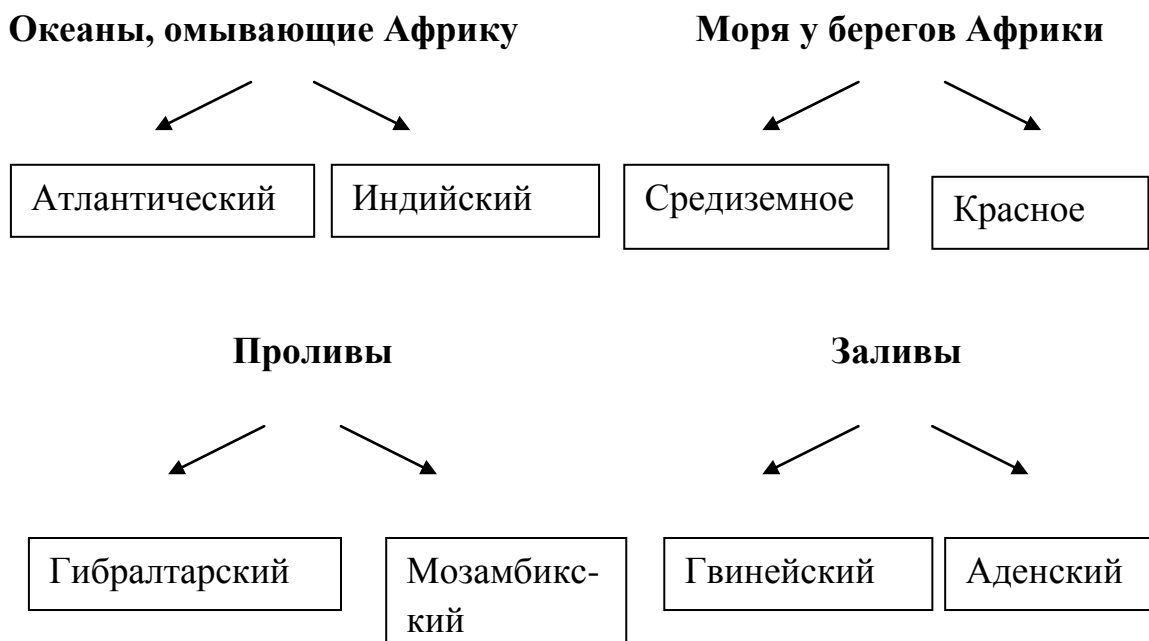 Океаны, омывающие Африку
Моря у берегов Африки
Атлантический
Индийский
Средиземное
Красное
Проливы
Заливы
Гибралтарский
Мозамбикс-
кий
Гвинейский
Аденский